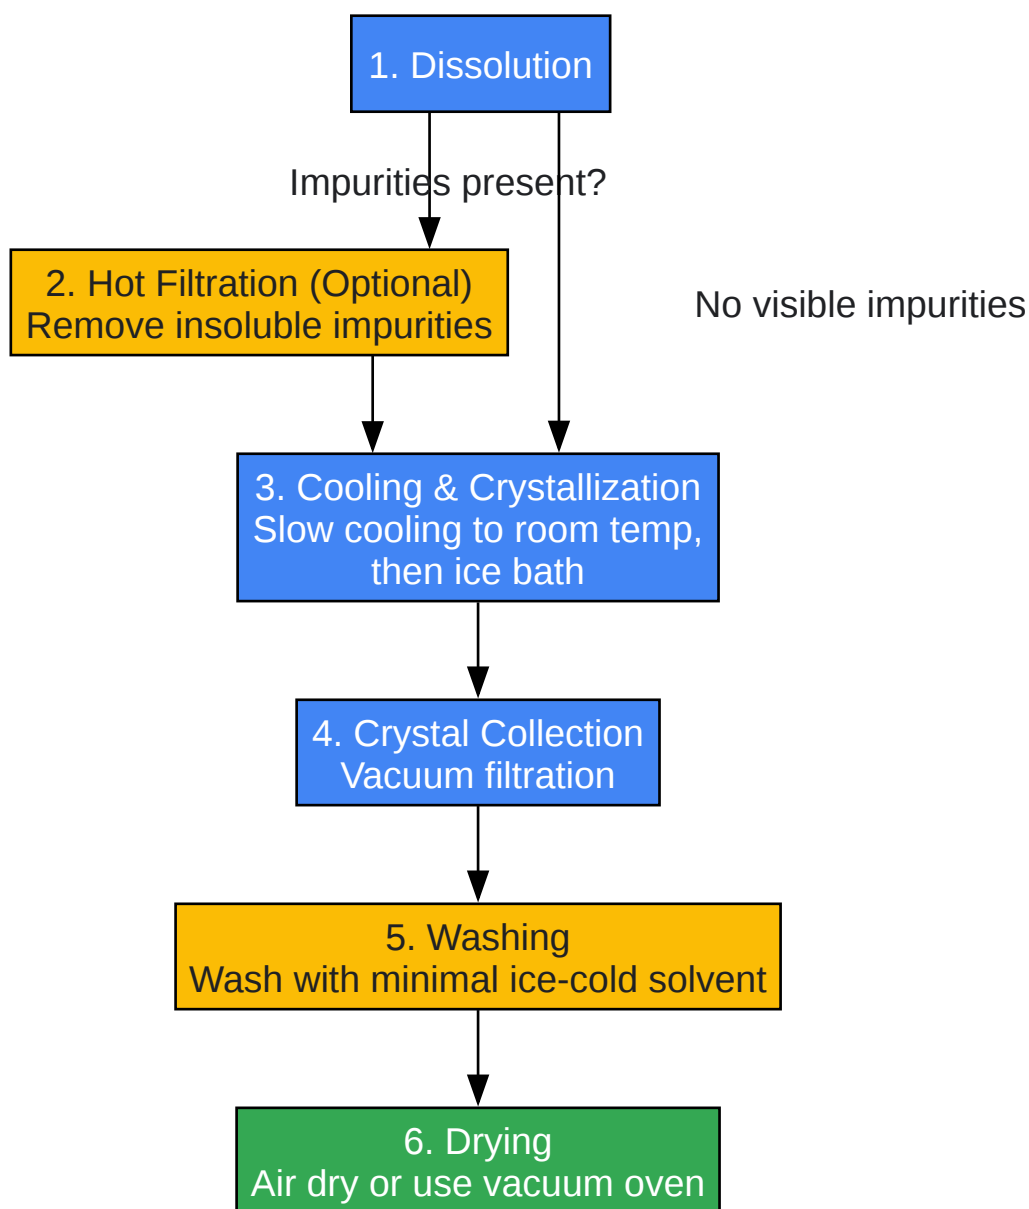 1. Dissolution
Impurities present?
2. Hot Filtration (Optional)
Remove insoluble impurities
No visible impurities
3. Cooling & Crystallization
Slow cooling to room temp,
then ice bath
4. Crystal Collection
Vacuum filtration
5. Washing
Wash with minimal ice-cold solvent
6. Drying
Air dry or use vacuum oven